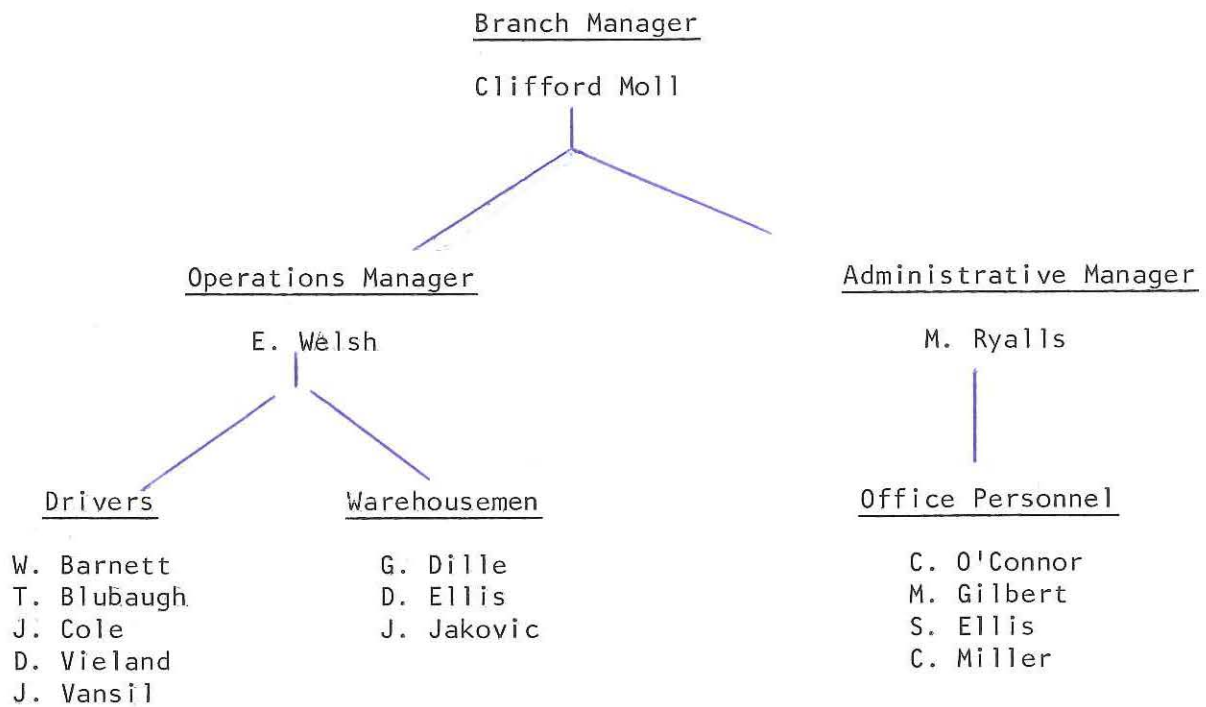 Branch Manager
Clifford Moll
Operations Manager
E. Welsh
Administrative Manager
M. Ryalls
Drivers
W. Barnett
T. Blubaugh
J. Cole
D. Vieland
J. Vansil
Warehousemen
G. Dille
D. Ellis
J. Jakovic
Office Personnel
C. O'Connor
M. Gilbert
S. Ellis
C. Miller